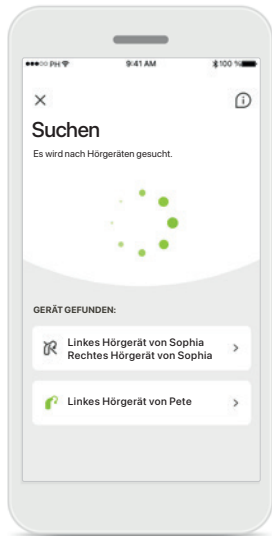 PH
9:41 AM
100 %
Suchen
Es wird nach Hörgeräten gesucht.
GERÄT GEFUNDEN:
Linkes Hörgerät von Sophia
Rechtes Hörgerät von Sophia
Linkes Hörgerät von Pete